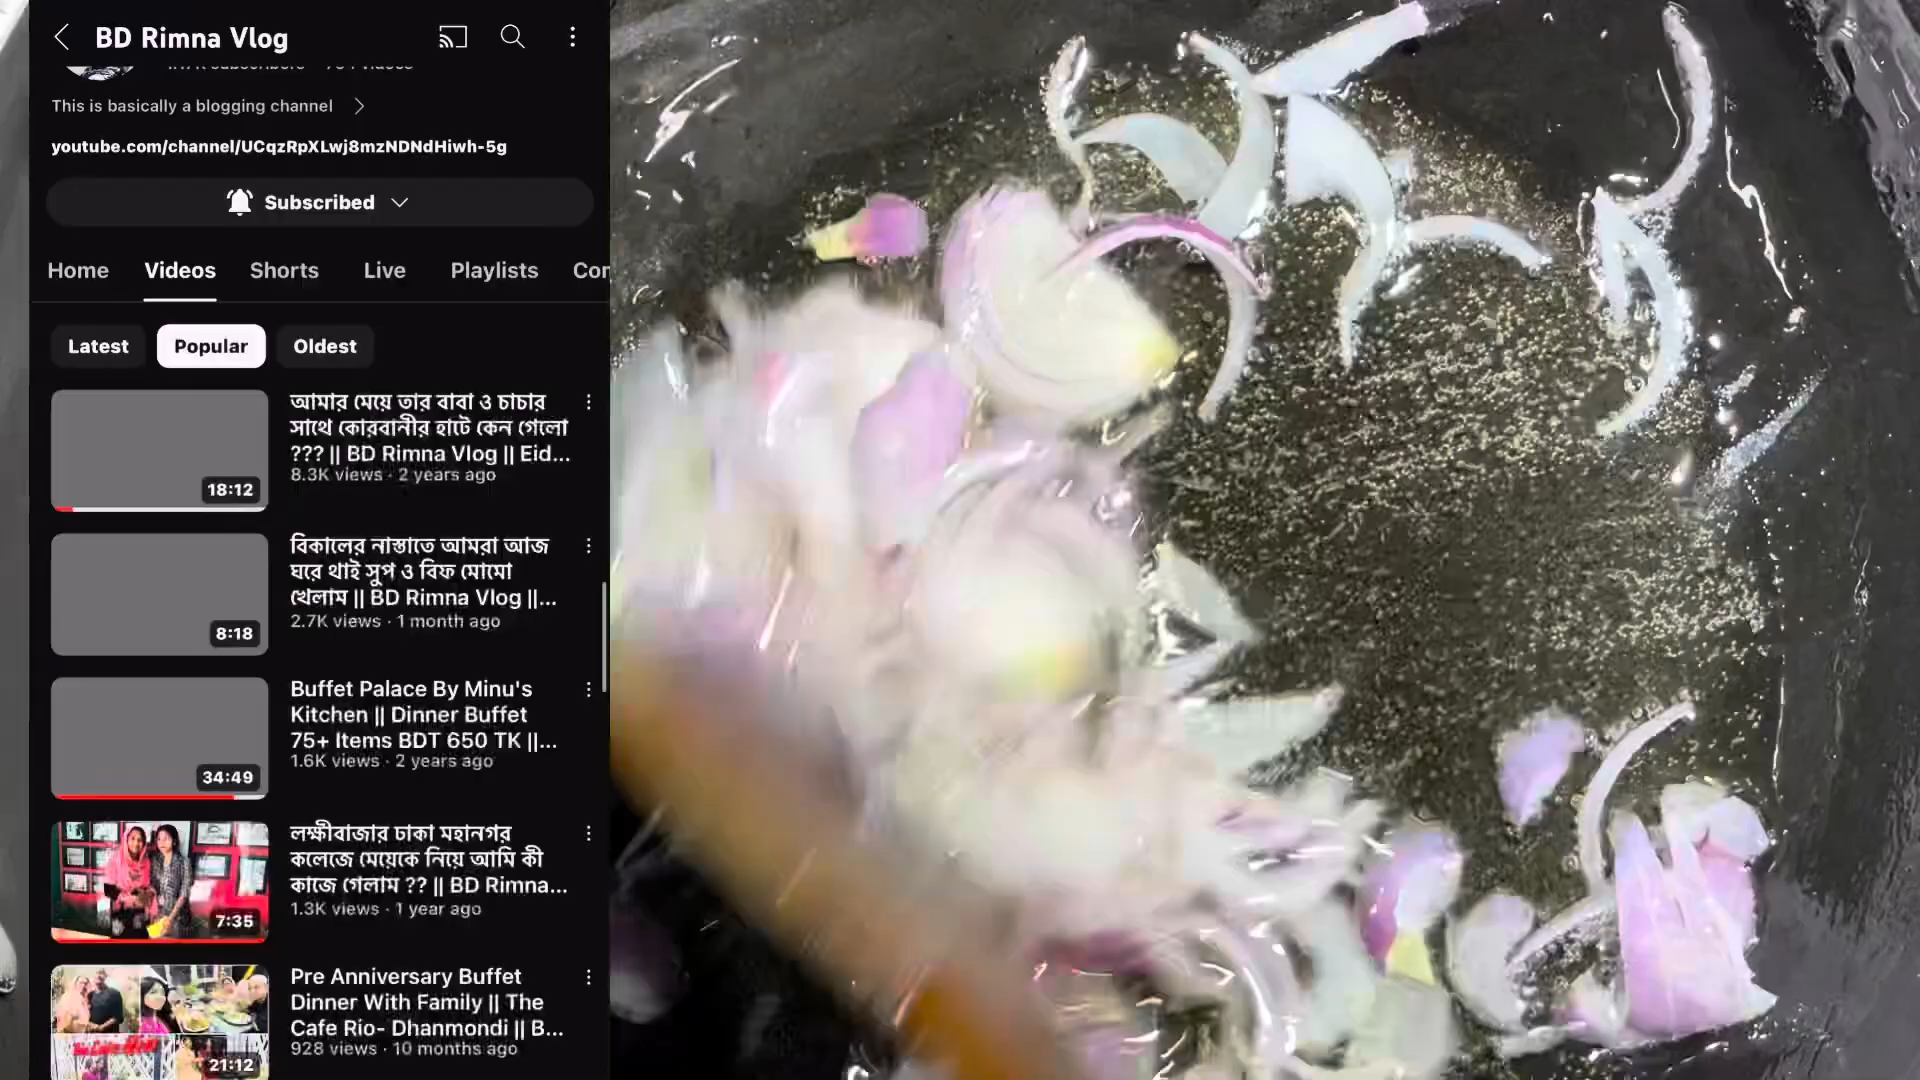 BD Rimna Vlog
This is basically a blogging channel
youtube.com/channel/UCqzRpXLwj8mzNDNdHiwh-5g
Subscribed
Home Videos Shorts Live Playlists Cor
Latest Popular Oldest
আমার মেয়ে তার বাবা ও চাচার
সাথে কোরবানীর হাটে কেন গেলো
??? || BD Rimna Vlog || Eid...
8.3K views · 2 years ago
18:12
বিকালের নাস্তাতে আমরা আজ
ঘরে থাই সুপ ও বিফ মোমো
খেলাম || BD Rimna Vlog ||...
2.7K views · 1 month ago
8:18
Buffet Palace By Minu's
Kitchen || Dinner Buffet
75+ Items BDT 650 TK ||...
1.6K views · 2 years ago
34:49
লক্ষীবাজার ঢাকা মহানগর
কলেজে মেয়েকে নিয়ে আমি কী
কাজে গেলাম ?? || BD Rimna...
1.3K views · 1 year ago
7:35
Pre Anniversary Buffet
Dinner With Family || The
Cafe Rio- Dhanmondi || B...
928 views · 10 months ago
21:12